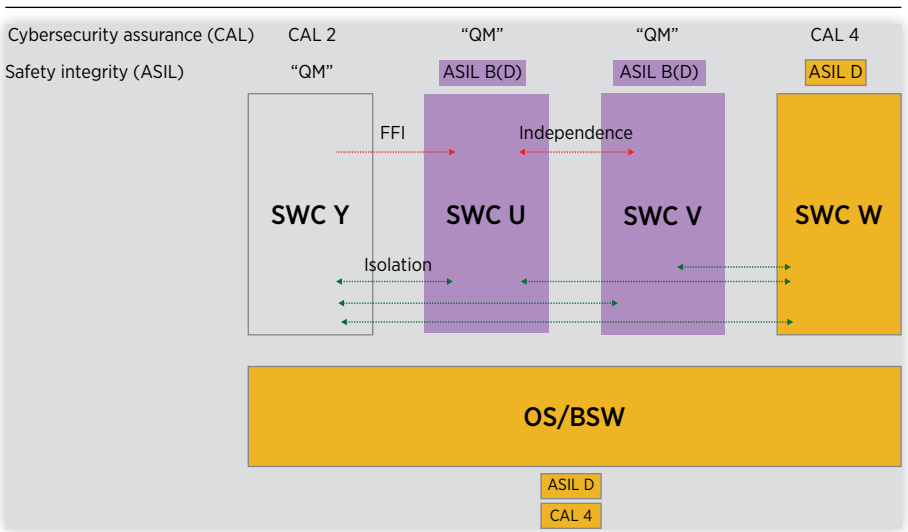 Cybersecurity assurance (CAL) CAL 2 “QM” “QM” CAL 4
Safety integrity (ASIL) “QM” ASIL B(D) ASIL B(D) ASIL D
FFI Independence
SWC Y SWC U SWC V SWC W
Isolation
OS/BSW
ASIL D
CAL 4